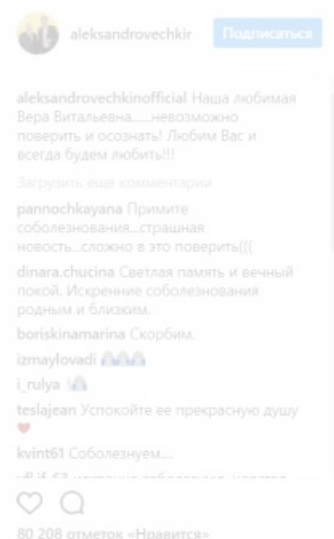 aleksandrovechkir
Подписаться
aleksandrovechkinofficial Наша любимая
Вера Витальевна......невозможно
поверить и осознать! Любим Вас и
всегда будем любить!!!
Загрузить еще комментарии
pannochkayana Примите
соболезнования...страшная
новость...сложно в это поверить(((
dinara.chucina Светлая память и вечный
покой. Искренние соболезнования
родным и близким.
boriskinamarina Скорбим.
izmaylovadi
i_rulya
teslajean Успокойте ее прекрасную душу
kvint61 Соболезнуем....
80 208 отметок «Нравится»